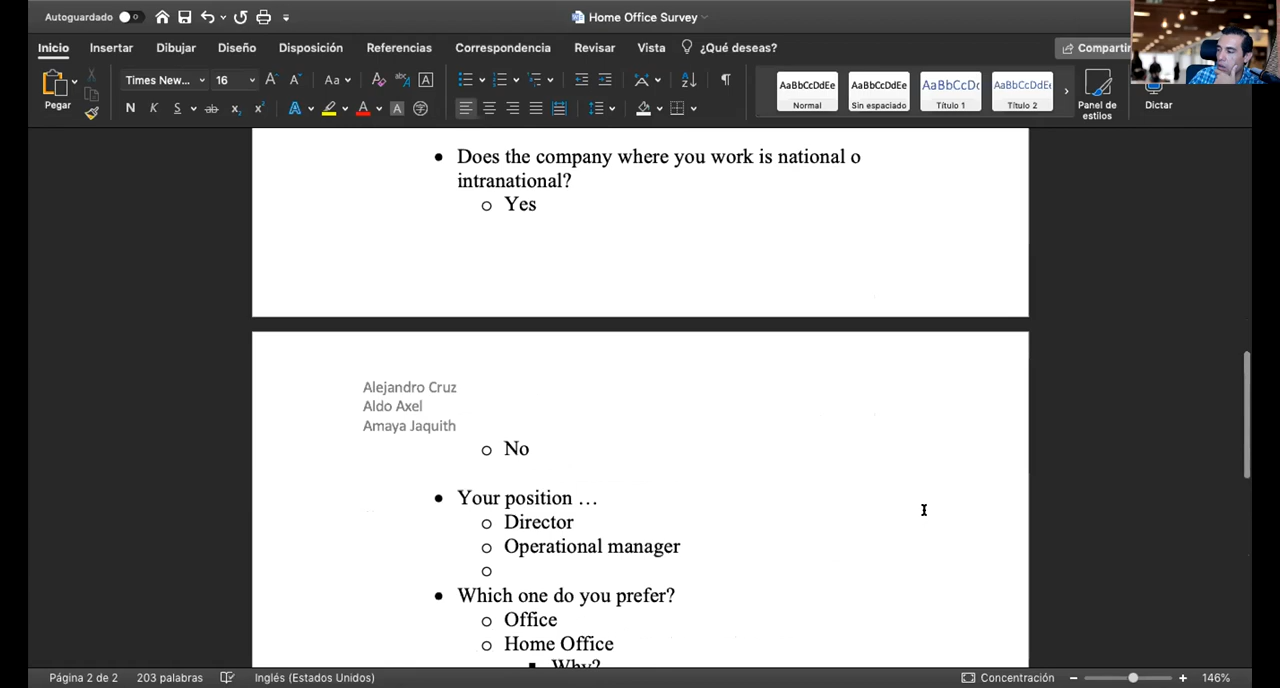 Autoguardado
Home Office Survey
Inicio Insertar Dibujar Diseño Disposición Referencias Correspondencia Revisar Vista ¿Qué deseas? Compartir
Pegar
Times New... 16 Aa
N K S ab x₂ x² A A A
AaBbCcDdEe AaBbCcDdEe AaBbCcDc AaBbCcDdEe
Normal Sin espaciado Título 1 Título 2
Panel de estilos
Dictar
Does the company where you work is national o
intranational?
Yes
Alejandro Cruz
Aldo Axel
Amaya Jaquith
No
Your position …
Director
Operational manager
Which one do you prefer?
Office
Home Office
Why?
Página 2 de 2 203 palabras Inglés (Estados Unidos) Concentración 146%